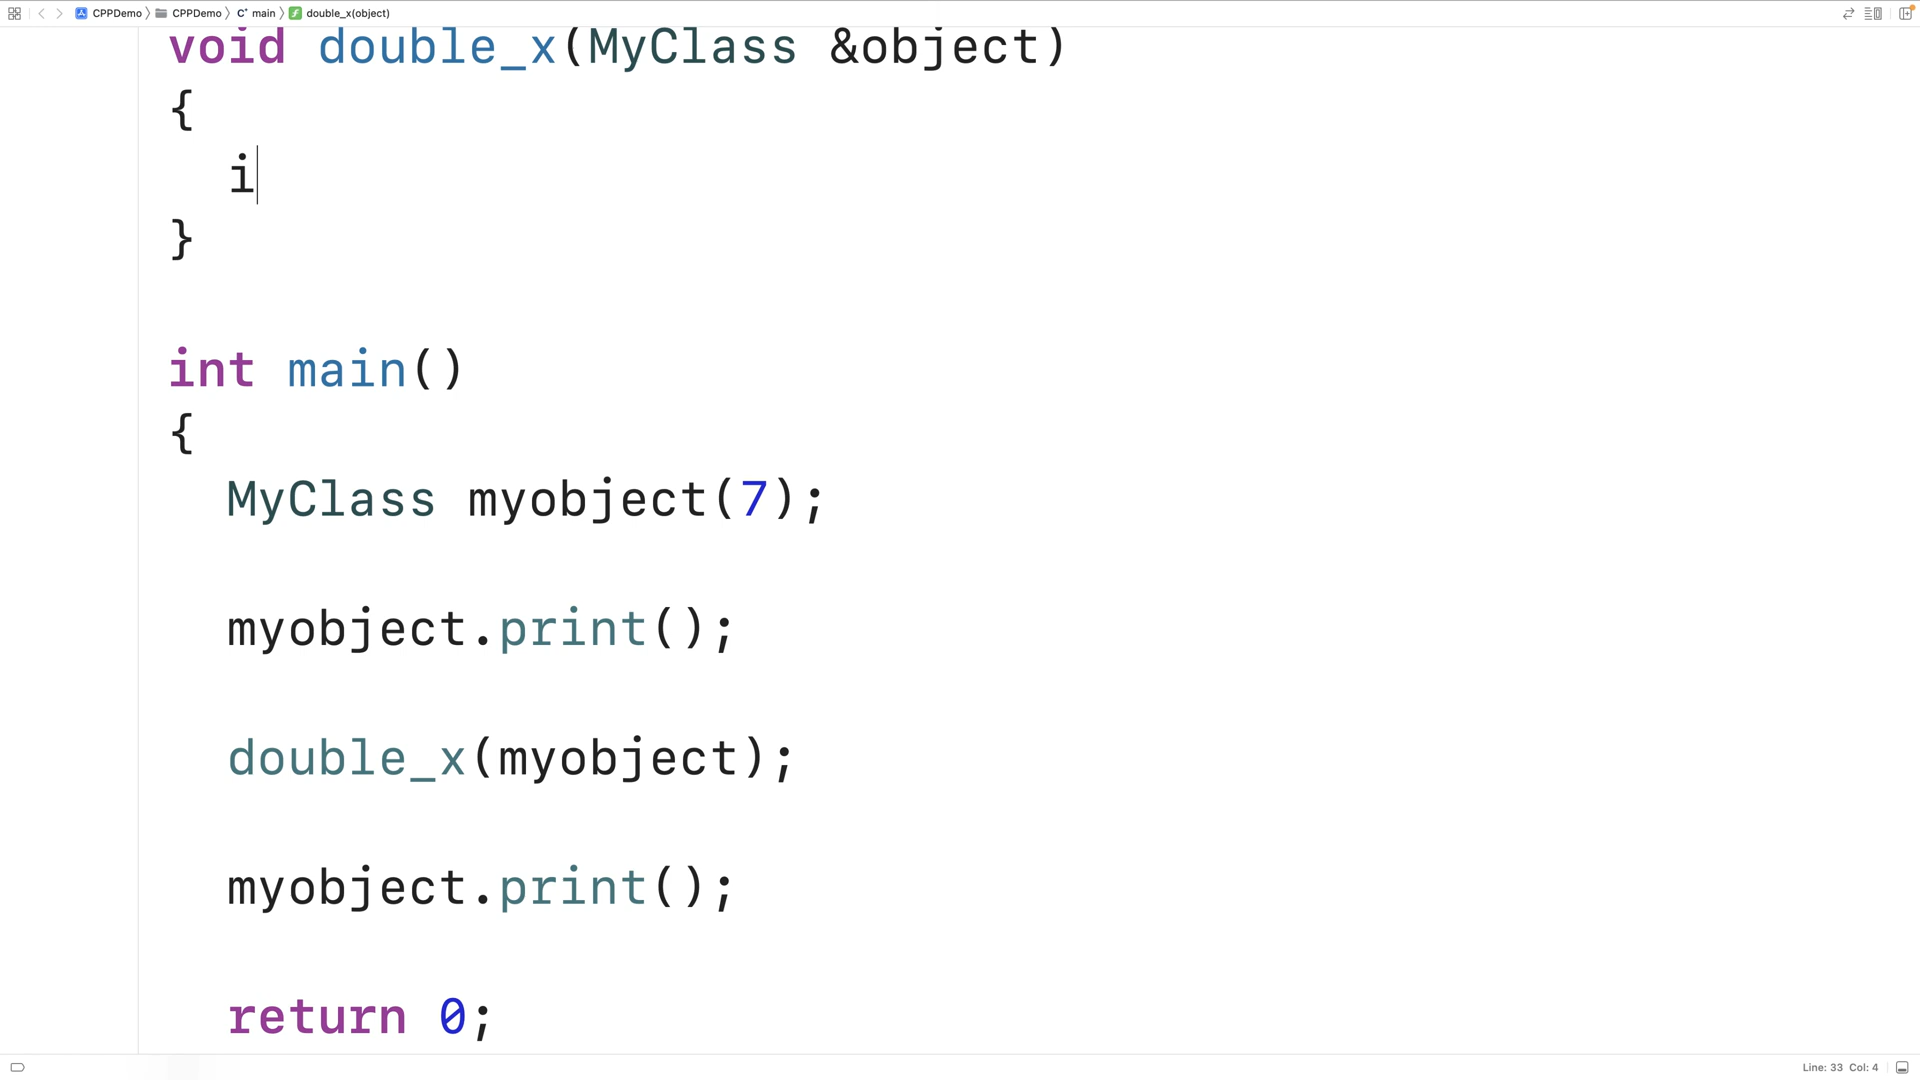 CPPDemo CPPDemo C+ main f double_x(object)
void double_x(MyClass &object)
{
i
}
int main()
{
MyClass myobject(7);
myobject.print();
double_x(myobject);
myobject.print();
return 0;
Line: 33 Col: 4